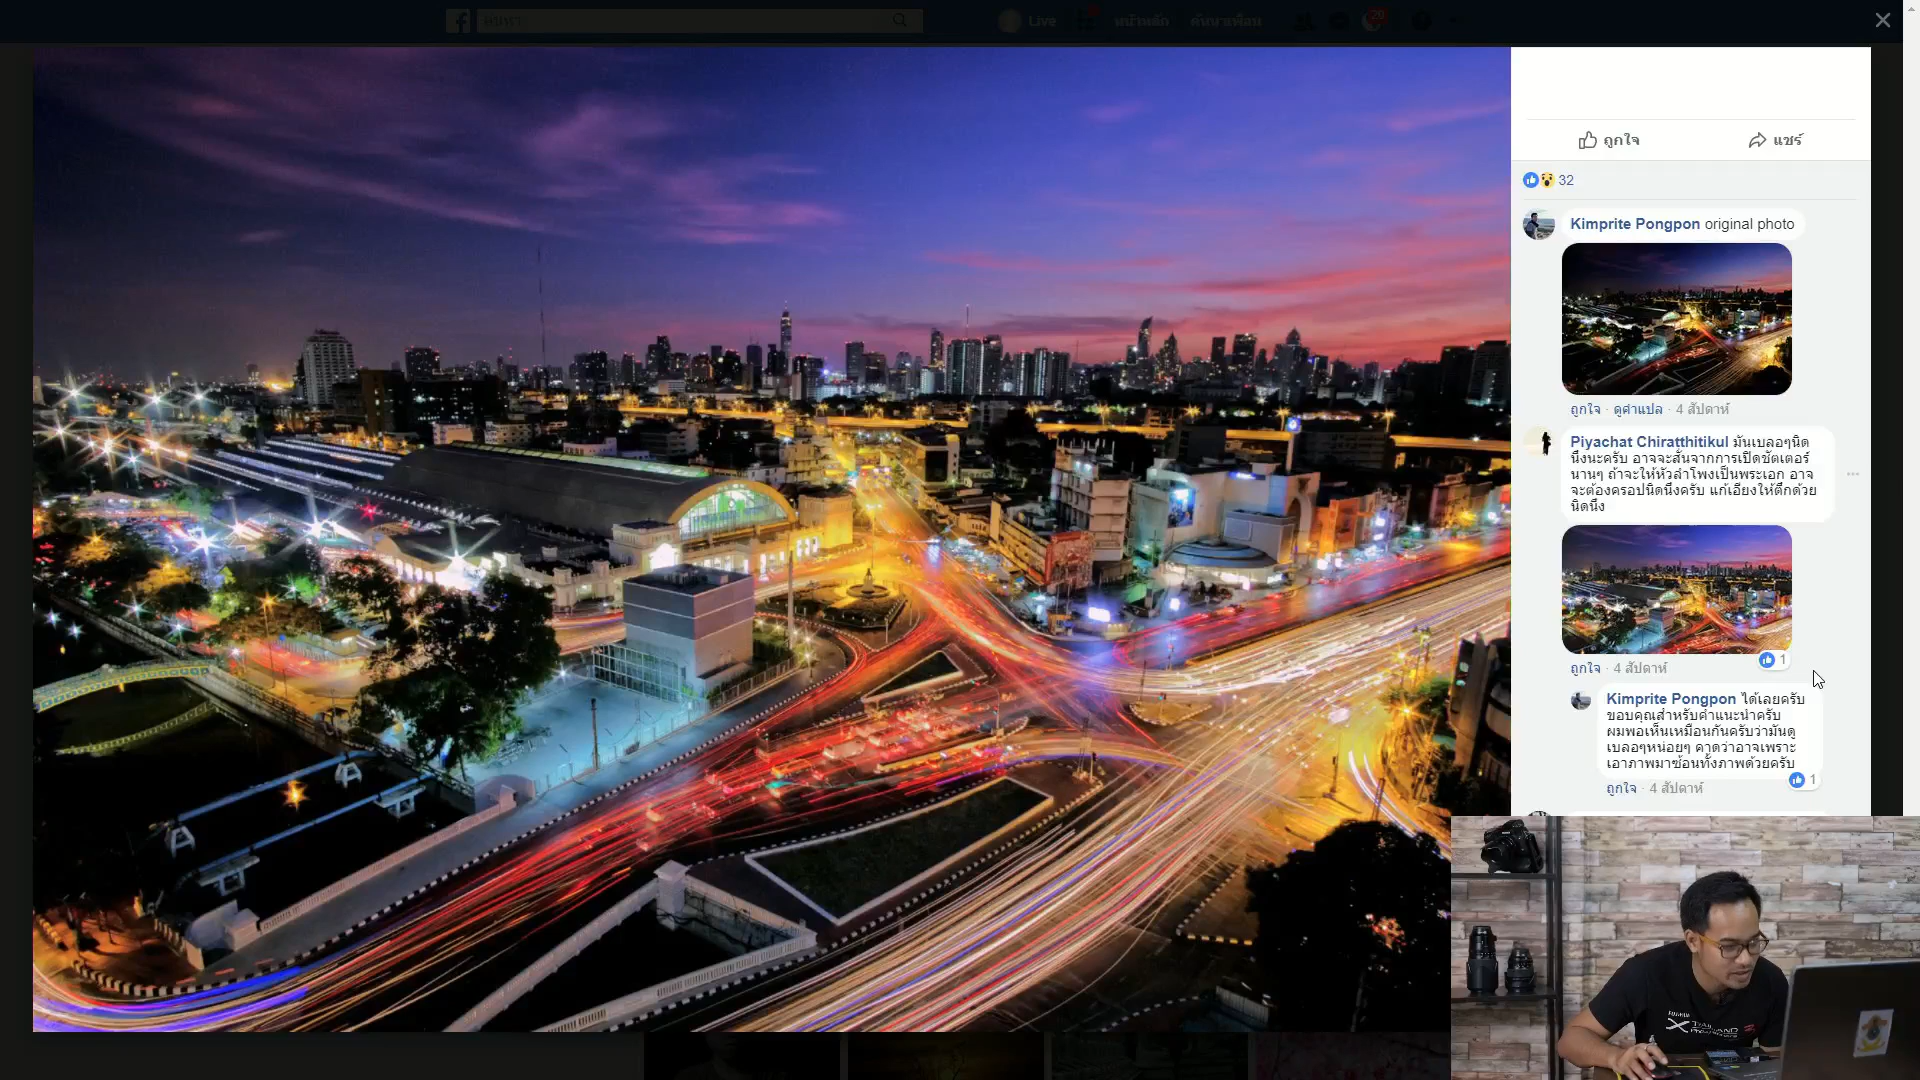 ค้นหา
Live
หน้าหลัก
ค้นหาเพื่อน
20
ถูกใจ
แชร์
32
Kimprite Pongpon original photo
ถูกใจ · ดูคำแปล · 4 สัปดาห์
Piyachat Chiratthitikul มันเบลอๆนิด
นึงนะครับ อาจจะสั่นจากการเปิดชัตเตอร์
นานๆ ถ้าจะให้หัวลำโพงเป็นพระเอก อาจ
จะต้องครอปนิดนึงครับ แก้เอียงให้ตึกด้วย
นิดนึง
1
ถูกใจ · 4 สัปดาห์
Kimprite Pongpon ได้เลยครับ
ขอบคุณสำหรับคำแนะนำครับ
ผมพอเห็นเหมือนกันครับว่ามันดู
เบลอๆหน่อยๆ คาดว่าอาจเพราะ
เอาภาพมาซ้อนทั้งภาพด้วยครับ
1
ถูกใจ · 4 สัปดาห์
FUJIFILM
X THAILAND